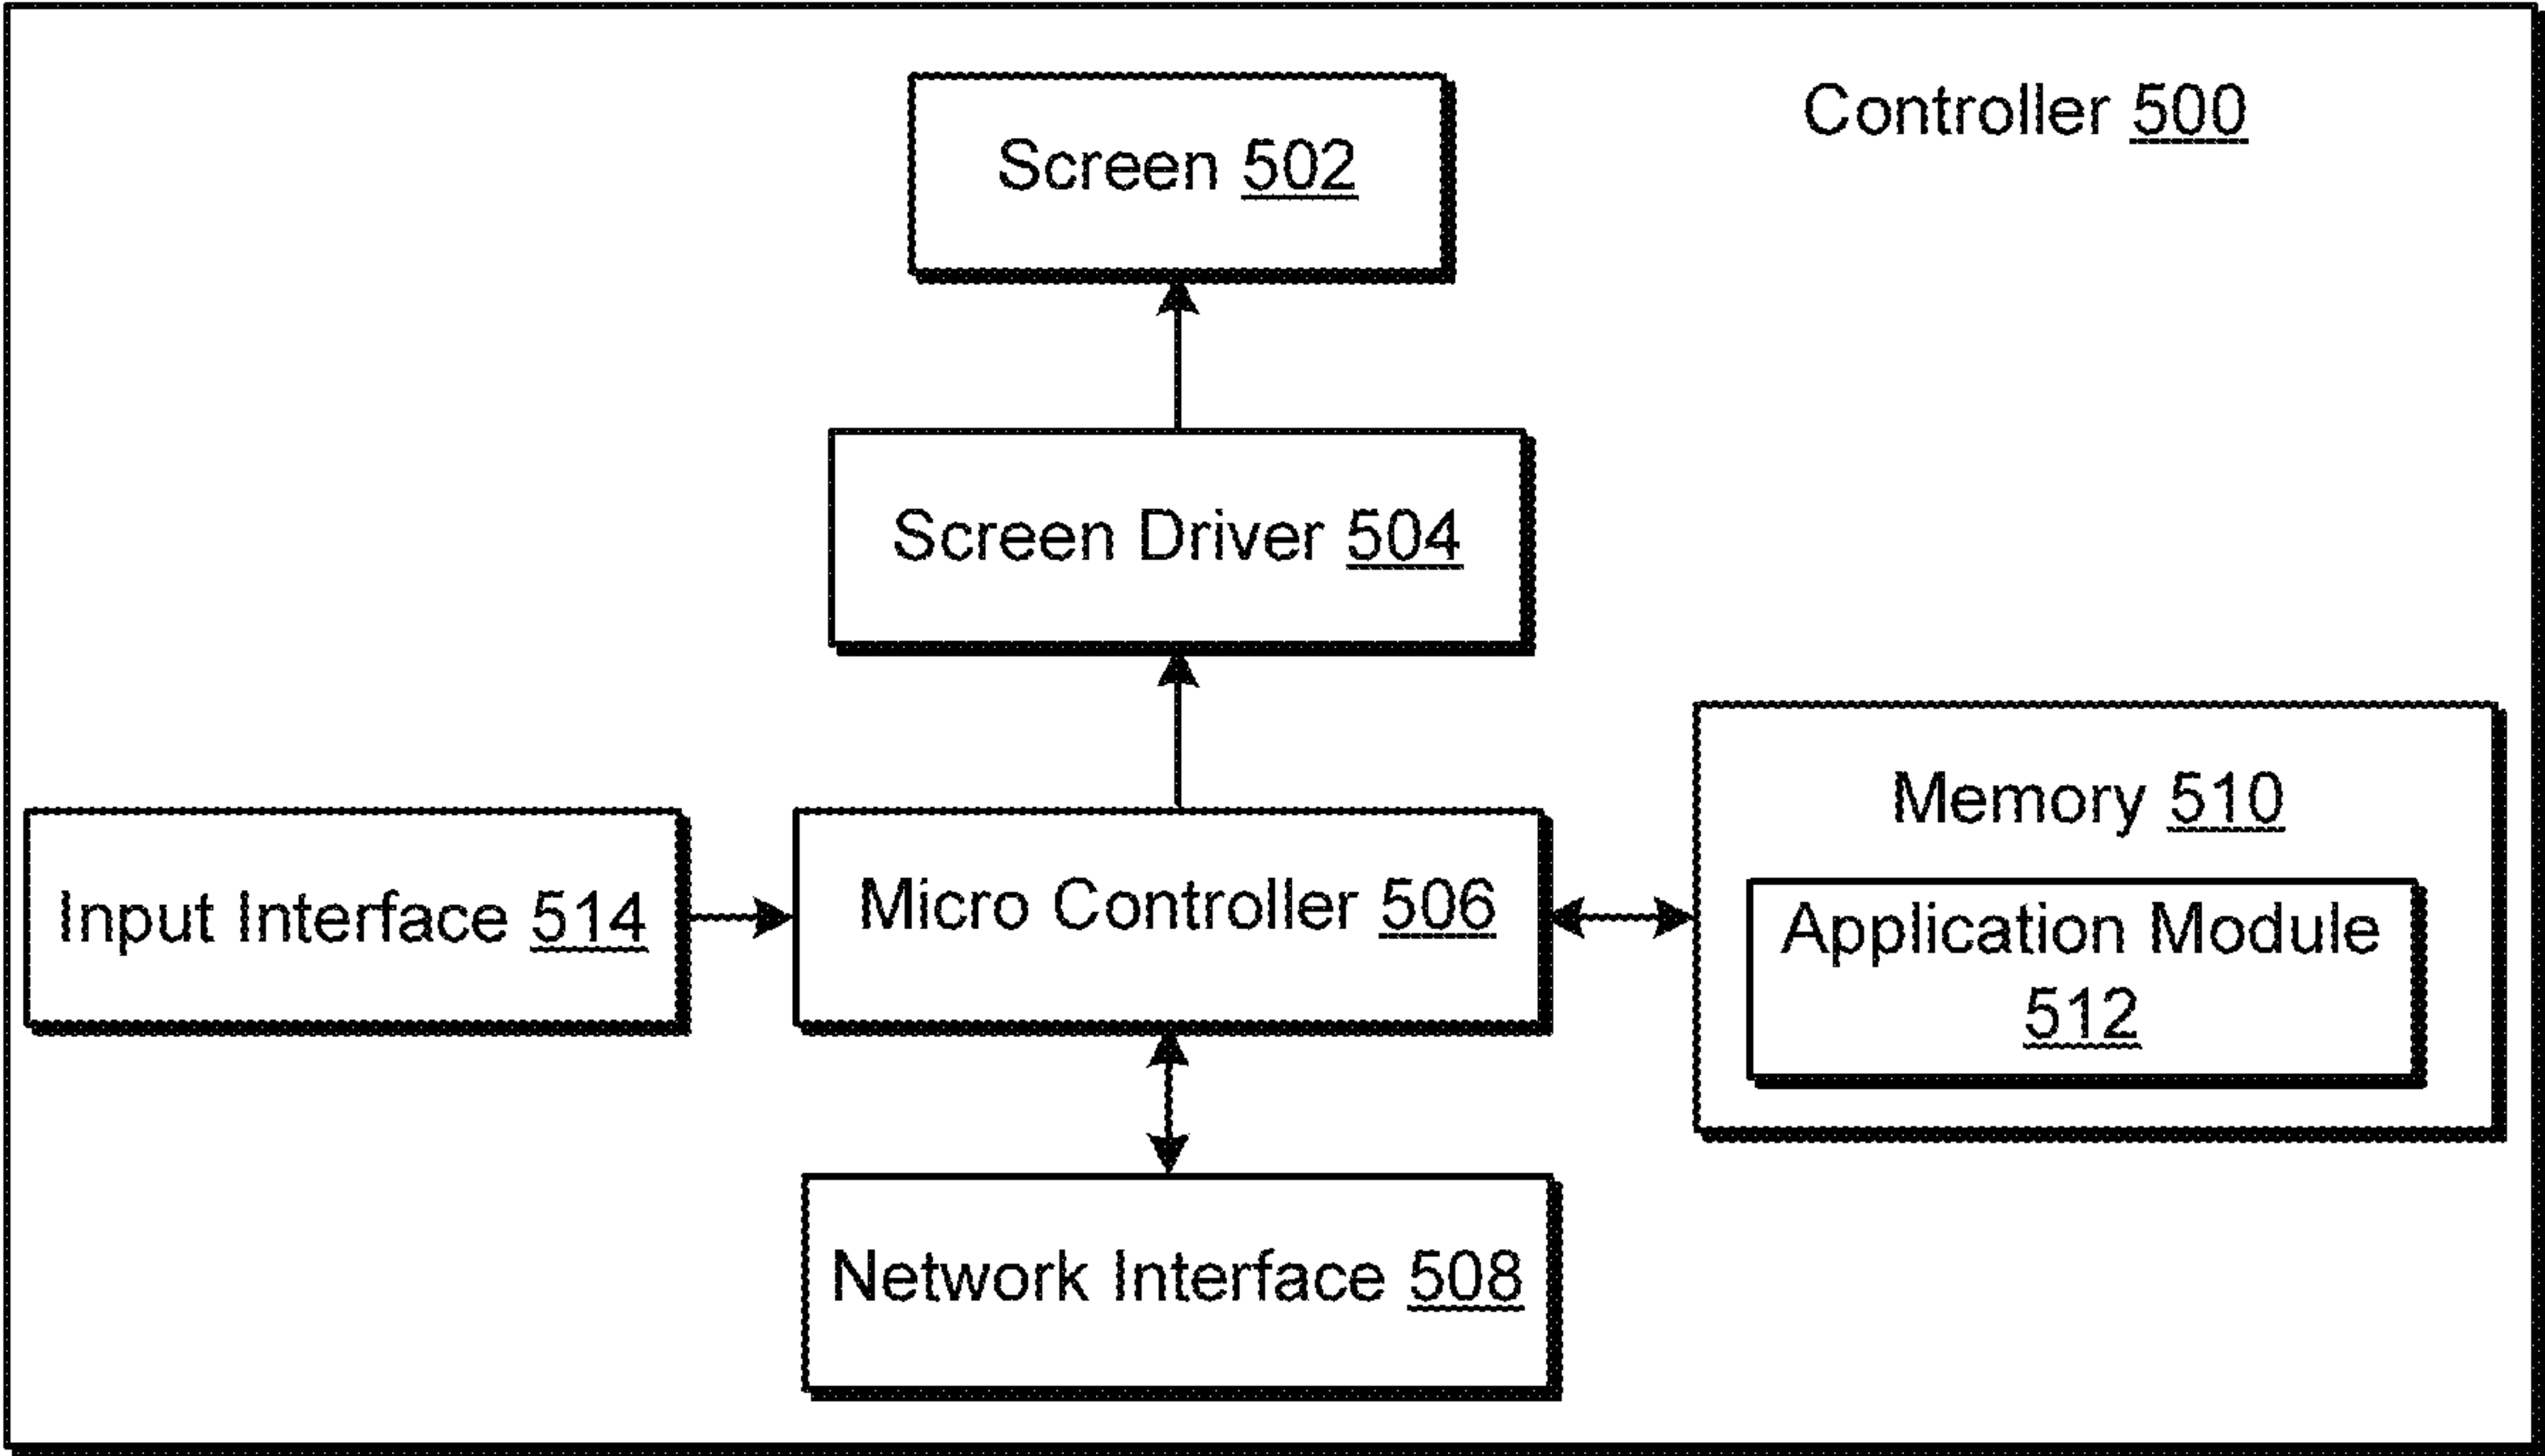 Controller 500
Screen 502
Screen Driver 504
Memory 510
Input Interface 514
Micro Controller 506
Application Module
512
Network Interface 508